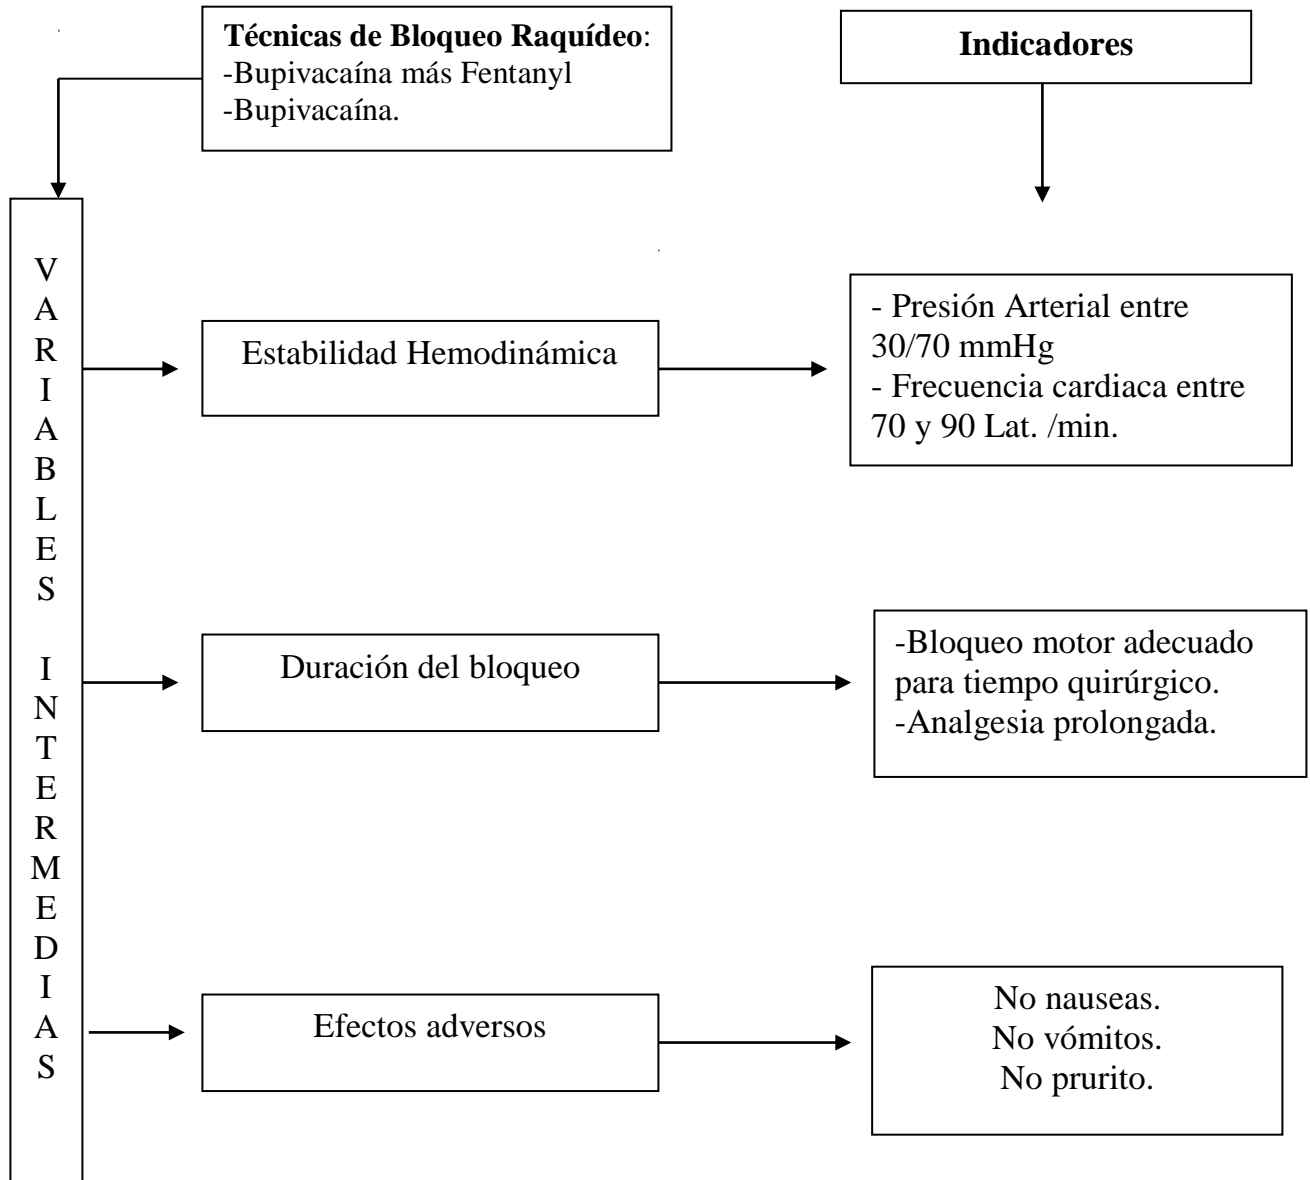 Técnicas de Bloqueo Raquídeo:
-Bupivacaína más Fentanyl
-Bupivacaína.
Indicadores
VARIABLES INTERMEDIAS
Estabilidad Hemodinámica
- Presión Arterial entre
30/70 mmHg
- Frecuencia cardiaca entre
70 y 90 Lat. /min.
Duración del bloqueo
-Bloqueo motor adecuado
para tiempo quirúrgico.
-Analgesia prolongada.
Efectos adversos
No nauseas.
No vómitos.
No prurito.